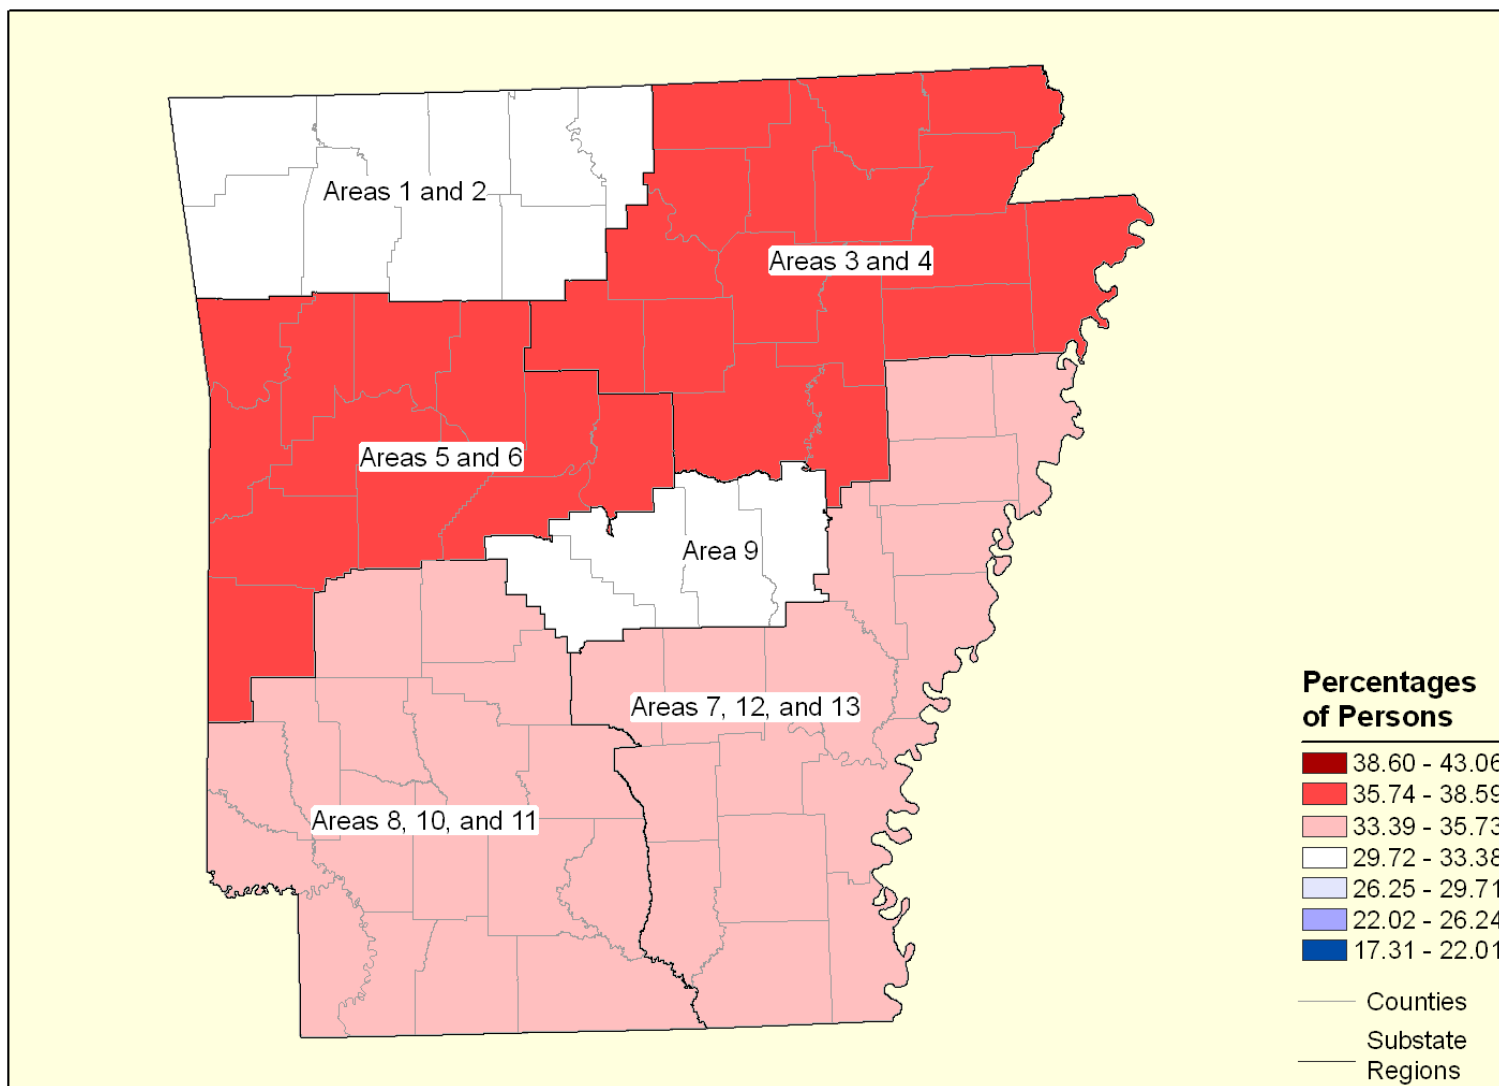 Areas 1 and 2
Areas 3 and 4
Areas 5 and 6
Area 9
Areas 7, 12, and 13
Areas 8, 10, and 11
Percentages
of Persons
38.60 - 43.06
35.74 - 38.59
33.39 - 35.73
29.72 - 33.38
26.25 - 29.71
22.02 - 26.24
17.31 - 22.01
Counties
Substate
Regions